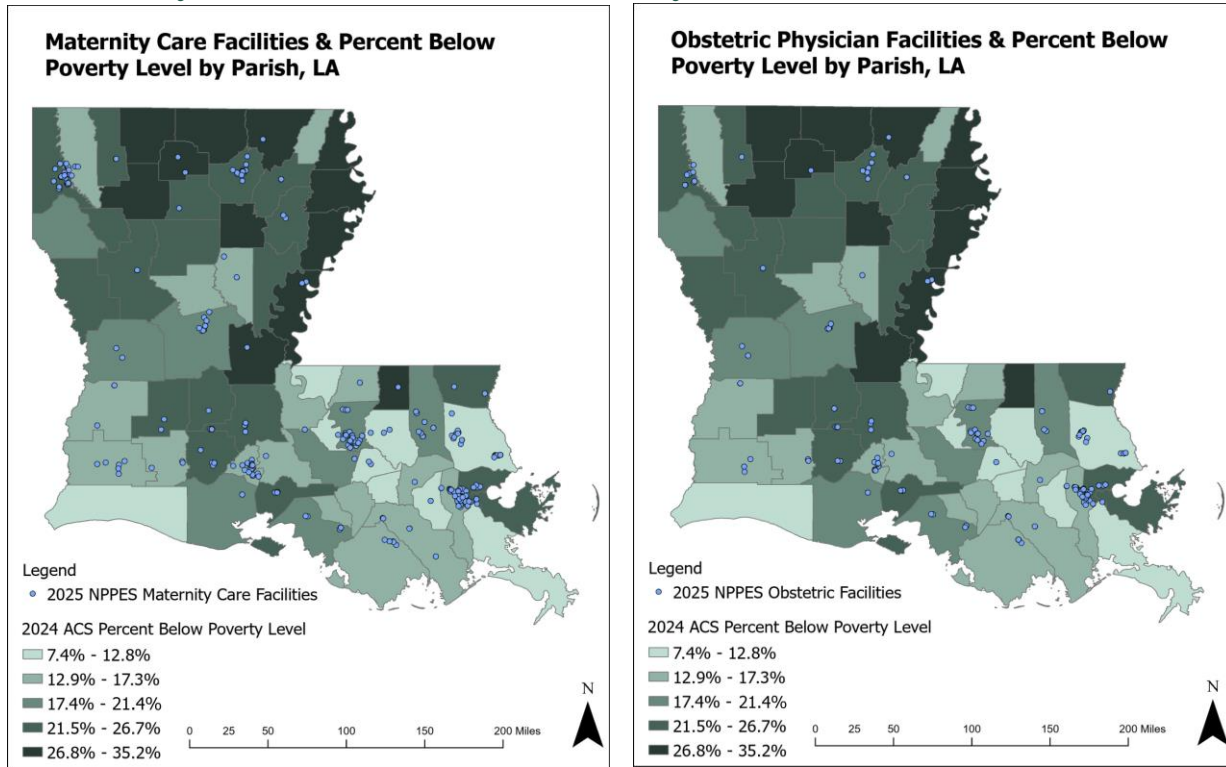 Maternity Care Facilities & Percent Below
Poverty Level by Parish, LA
Legend
2025 NPPES Maternity Care Facilities
2024 ACS Percent Below Poverty Level
7.4% - 12.8%
12.9% - 17.3%
17.4% - 21.4%
21.5% - 26.7%
26.8% - 35.2%
0 25 50 100 150 200 Miles
N
Obstetric Physician Facilities & Percent Below
Poverty Level by Parish, LA
Legend
2025 NPPES Obstetric Facilities
2024 ACS Percent Below Poverty Level
7.4% - 12.8%
12.9% - 17.3%
17.4% - 21.4%
21.5% - 26.7%
26.8% - 35.2%
0 25 50 100 150 200 Miles
N